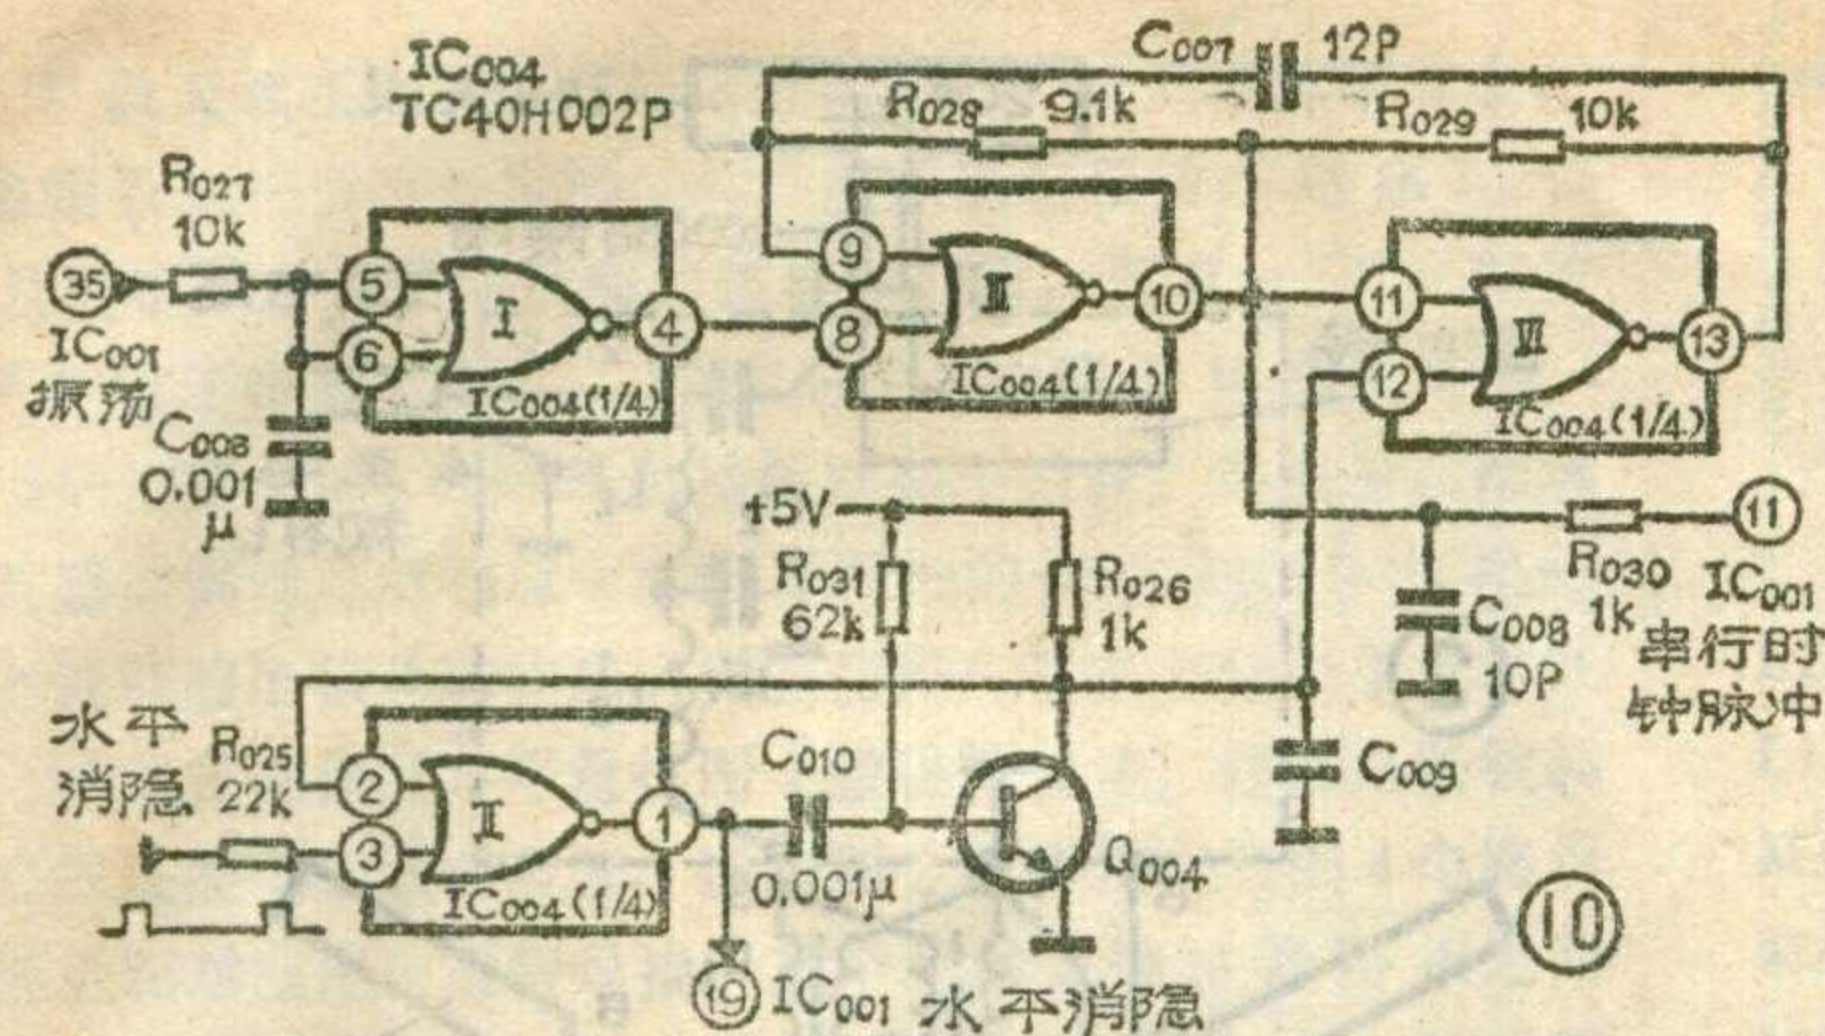 IC004
TC40H002P
C007 12P
R028 9.1k
R029 10k
R027
10k
35
IC001
振荡
C008
0.001
μ
5
6
I
4
IC004(1/4)
9
8
10
IC004(1/4)
11
12
13
IC004(1/4)
+5V
R031
62k
R026
1k
C008
10P
R030
1k
11
IC001
串行时
钟脉冲
水平
消隐
R025
22k
2
3
II
1
IC004(1/4)
C010
0.001μ
Q004
C009
19 IC001 水平消隐
10